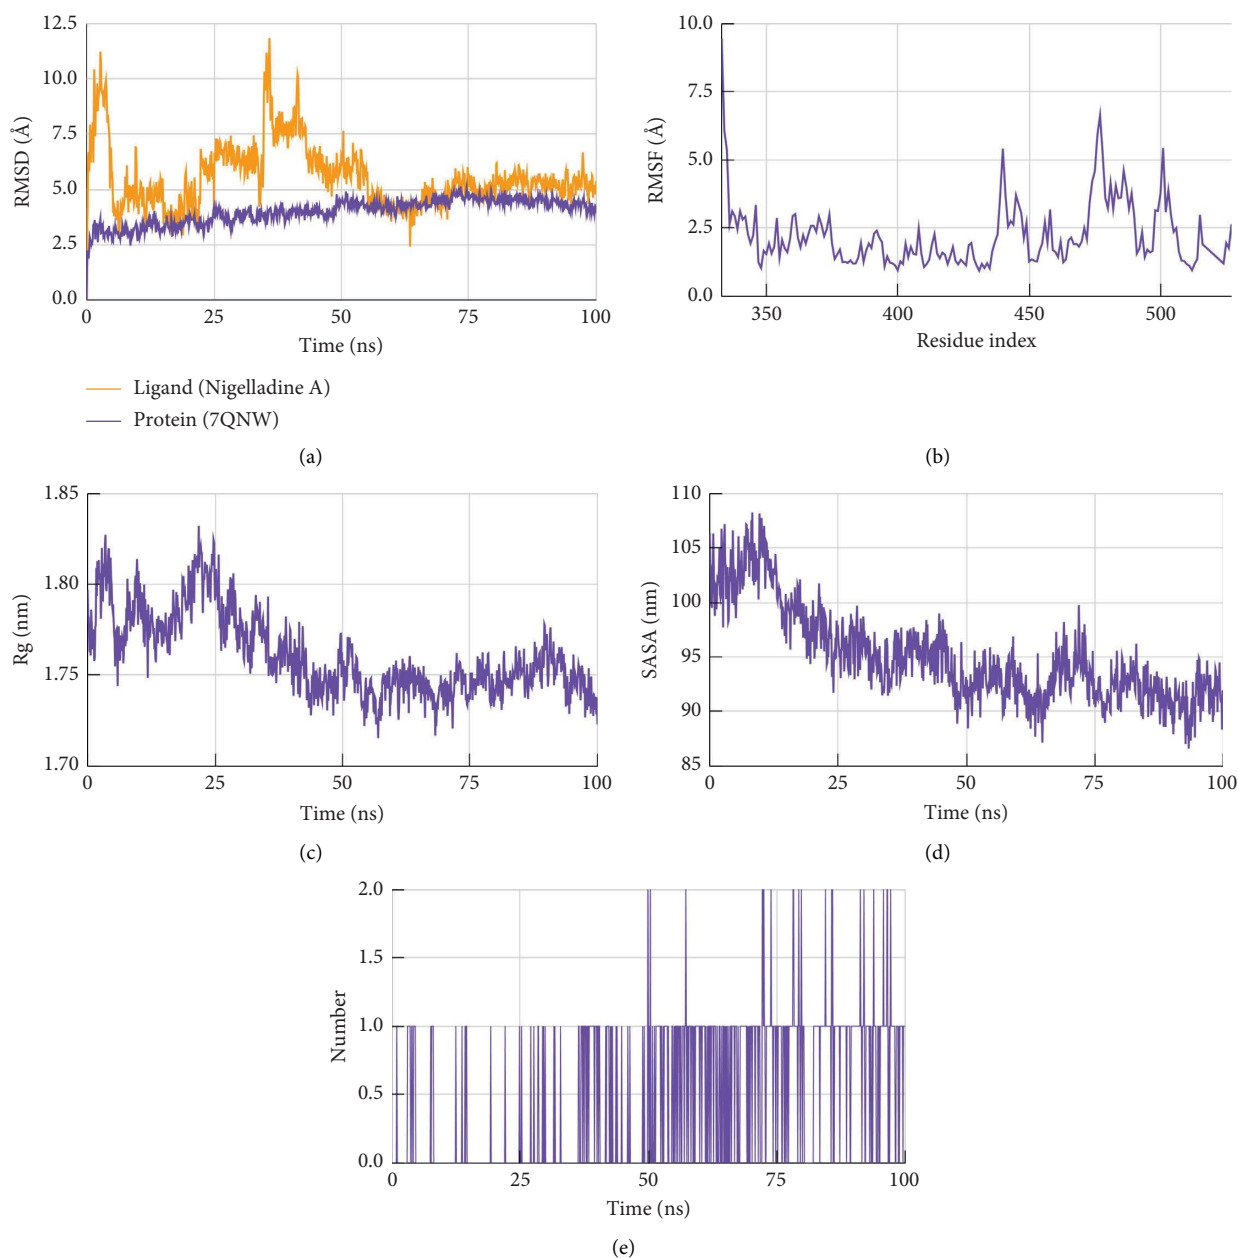 12.5
10.0
7.5
5.0
2.5
0.0
RMSD (Å)
0 25 50 75 100
Time (ns)
Ligand (Nigelladine A)
Protein (7QNW)
(a)
10.0
7.5
5.0
2.5
0.0
RMSF (Å)
350 400 450 500
Residue index
(b)
1.85
1.80
1.75
1.70
Rg (nm)
0 25 50 75 100
Time (ns)
(c)
110
105
100
95
90
85
SASA (nm)
0 25 50 75 100
Time (ns)
(d)
2.0
1.5
1.0
0.5
0.0
Number
0 25 50 75 100
Time (ns)
(e)